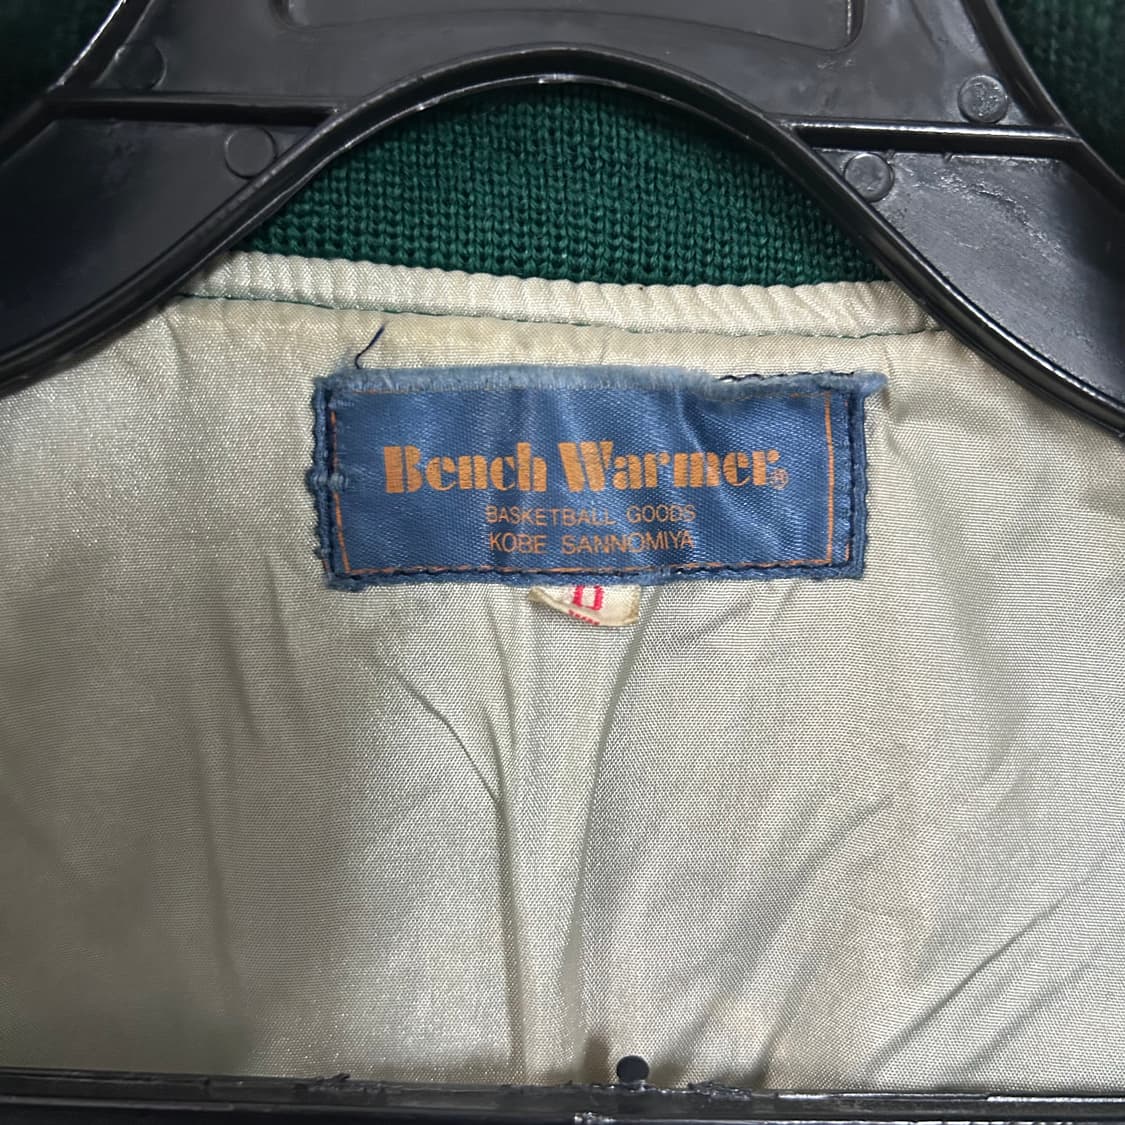 Bench Warmer®
BASKETBALL GOODS
KOBE SANNOMIYA